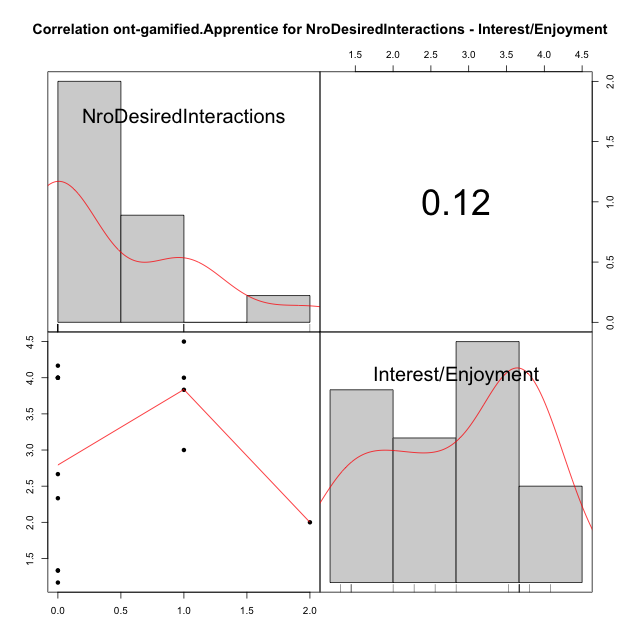 Correlation ont-gamified.Apprentice for NroDesiredInteractions - Interest/Enjoyment
1.5 2.0 2.5 3.0 3.5 4.0 4.5
NroDesiredInteractions
0.12
2.0
1.5
1.0
0.5
0.0
4.5
4.0
3.5
3.0
2.5
2.0
1.5
Interest/Enjoyment
0.0 0.5 1.0 1.5 2.0